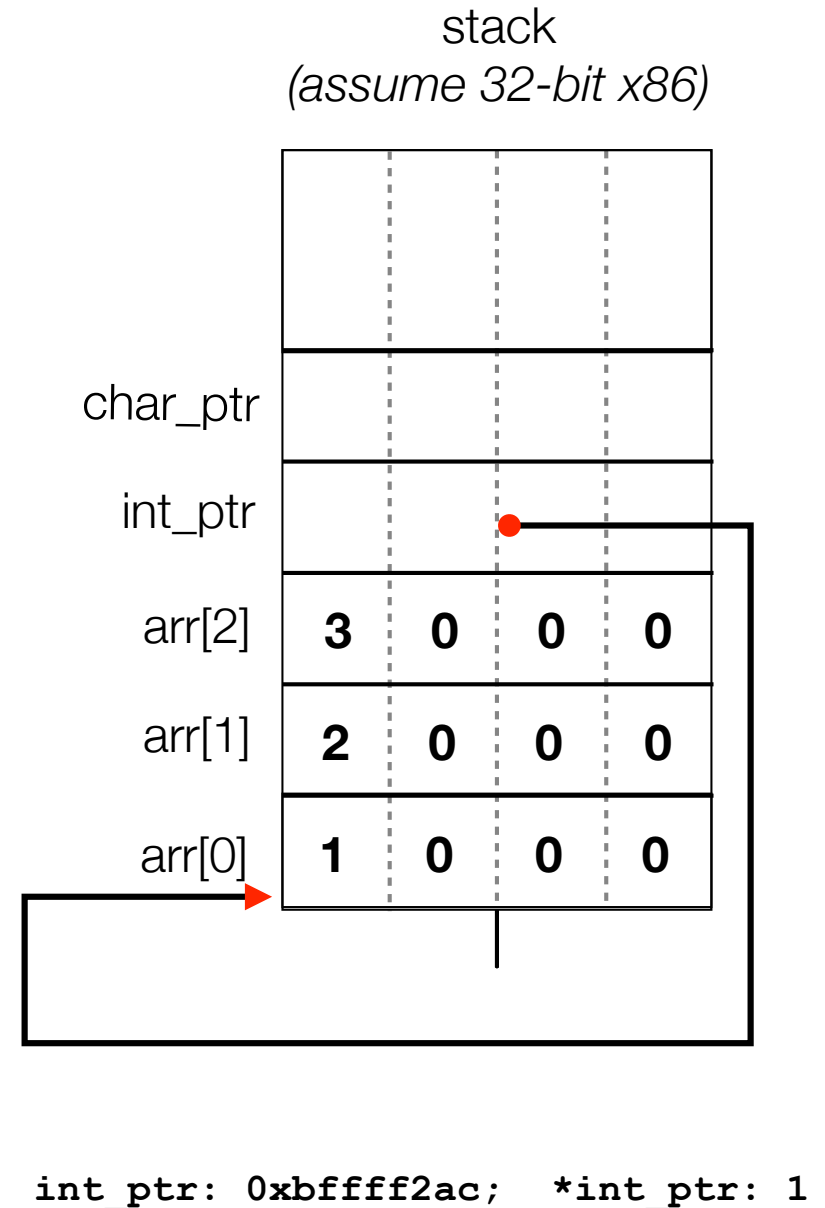 stack
(assume 32-bit x86)
char_ptr
int_ptr
arr[2] 3 0 0 0
arr[1] 2 0 0 0
arr[0] 1 0 0 0
int_ptr: 0xbffff2ac; *int_ptr: 1